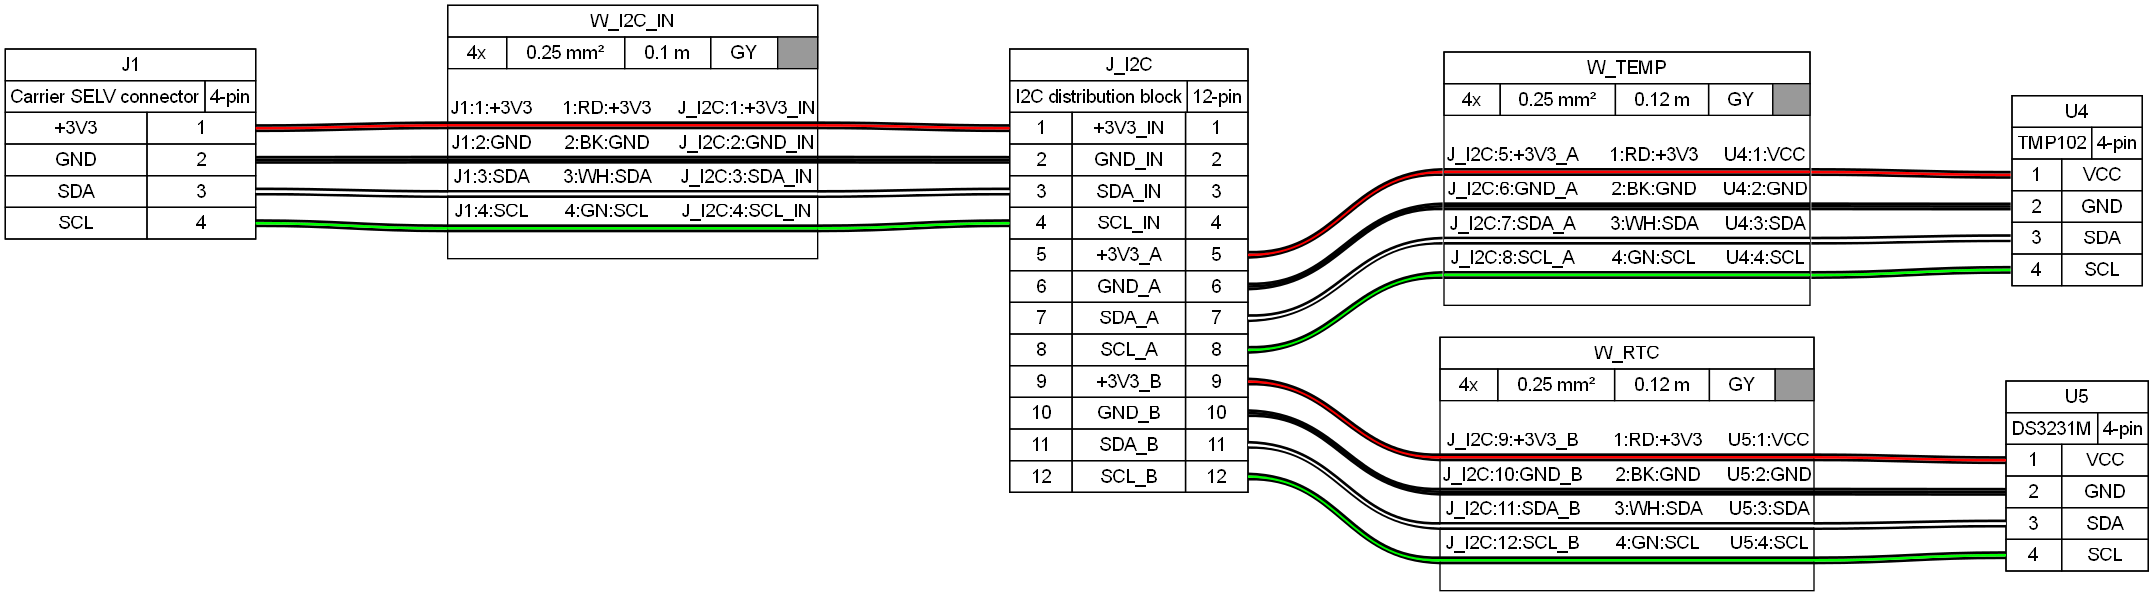 J1
Carrier SELV connector 4-pin
+3V3 1
GND 2
SDA 3
SCL 4
W_I2C_IN
4x 0.25 mm² 0.1 m GY
J1:1:+3V3 1:RD:+3V3 J_I2C:1:+3V3_IN
J1:2:GND 2:BK:GND J_I2C:2:GND_IN
J1:3:SDA 3:WH:SDA J_I2C:3:SDA_IN
J1:4:SCL 4:GN:SCL J_I2C:4:SCL_IN
J_I2C
I2C distribution block 12-pin
1 +3V3_IN 1
2 GND_IN 2
3 SDA_IN 3
4 SCL_IN 4
5 +3V3_A 5
6 GND_A 6
7 SDA_A 7
8 SCL_A 8
9 +3V3_B 9
10 GND_B 10
11 SDA_B 11
12 SCL_B 12
W_TEMP
4x 0.25 mm² 0.12 m GY
J_I2C:5:+3V3_A 1:RD:+3V3 U4:1:VCC
J_I2C:6:GND_A 2:BK:GND U4:2:GND
J_I2C:7:SDA_A 3:WH:SDA U4:3:SDA
J_I2C:8:SCL_A 4:GN:SCL U4:4:SCL
U4
TMP102 4-pin
1 VCC
2 GND
3 SDA
4 SCL
W_RTC
4x 0.25 mm² 0.12 m GY
J_I2C:9:+3V3_B 1:RD:+3V3 U5:1:VCC
J_I2C:10:GND_B 2:BK:GND U5:2:GND
J_I2C:11:SDA_B 3:WH:SDA U5:3:SDA
J_I2C:12:SCL_B 4:GN:SCL U5:4:SCL
U5
DS3231M 4-pin
1 VCC
2 GND
3 SDA
4 SCL